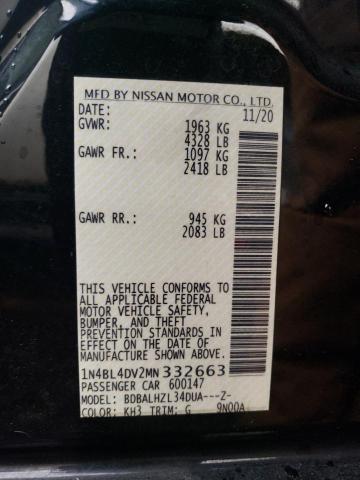 MFD BY NISSAN MOTOR CO., LTD.
DATE: 11/20
GVWR: 1963 KG
4328 LB
GAWR FR.: 1097 KG
2418 LB
GAWR RR.: 945 KG
2083 LB
THIS VEHICLE CONFORMS TO
ALL APPLICABLE FEDERAL
MOTOR VEHICLE SAFETY,
BUMPER, AND THEFT
PREVENTION STANDARDS IN
EFFECT ON THE DATE OF
MANUFACTURE SHOWN ABOVE.
1N4BL4DV2MN 332663
PASSENGER CAR 600147
MODEL: BDBALHZL34DUA---Z-
COLOR: KH3 TRIM: G 9N00A